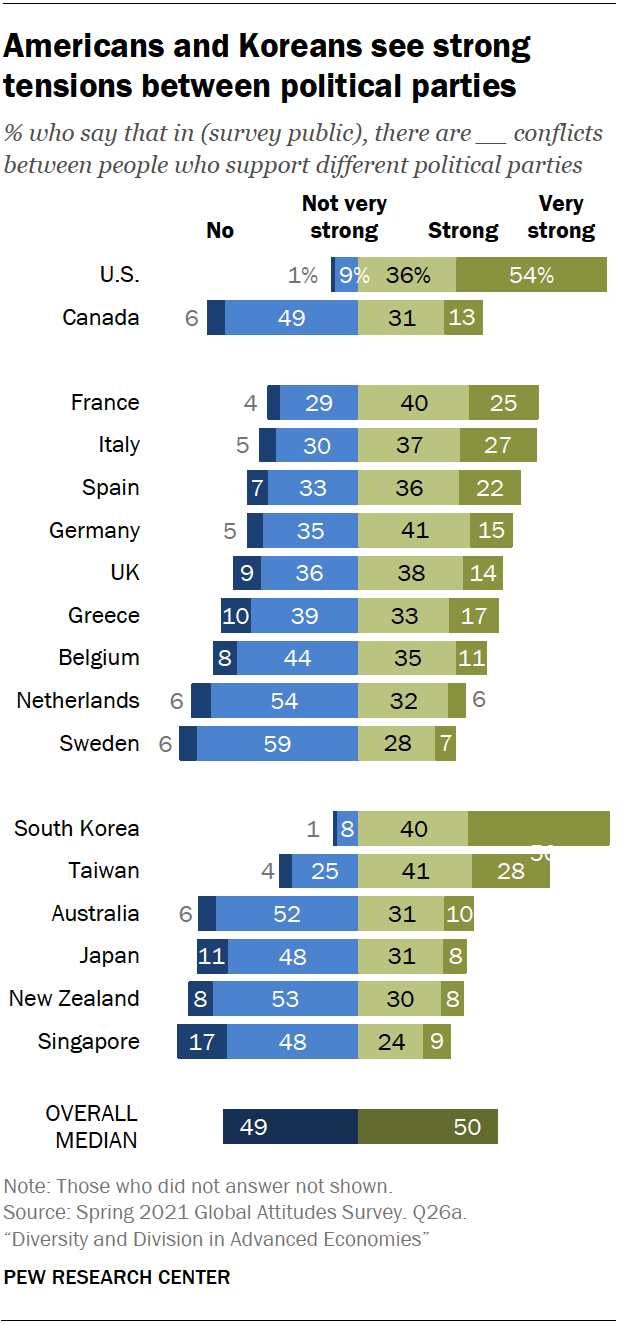 Americans and Koreans see strong
tensions between political parties
% who say that in (survey public), there are __ conflicts
between people who support different political parties
No Not very strong Strong Very strong
U.S. 1% 9% 36% 54%
Canada 6 49 31 13
France 4 29 40 25
Italy 5 30 37 27
Spain 7 33 36 22
Germany 5 35 41 15
UK 9 36 38 14
Greece 10 39 33 17
Belgium 8 44 35 11
Netherlands 6 54 32 6
Sweden 6 59 28 7
South Korea 1 8 40
Taiwan 4 25 41 28
Australia 6 52 31 10
Japan 11 48 31 8
New Zealand 8 53 30 8
Singapore 17 48 24 9
OVERALL
MEDIAN 49 50
Note: Those who did not answer not shown.
Source: Spring 2021 Global Attitudes Survey. Q26a.
“Diversity and Division in Advanced Economies”
PEW RESEARCH CENTER